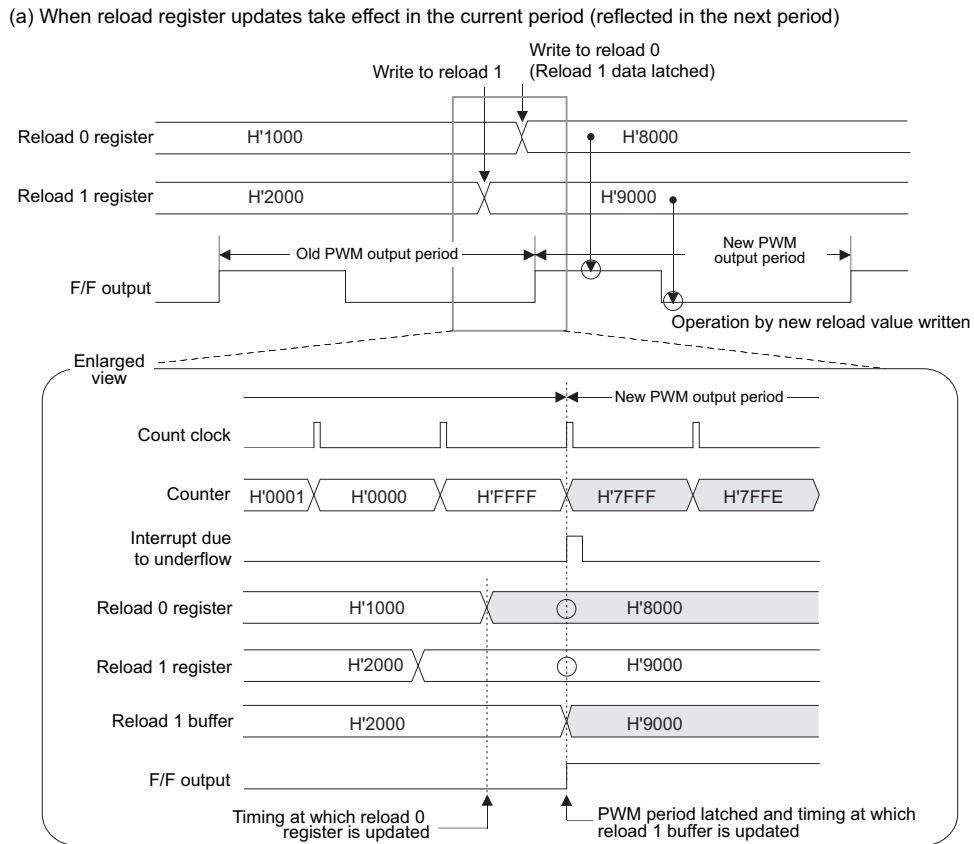 (a) When reload register updates take effect in the current period (reflected in the next period)
Write to reload 0
(Reload 1 data latched)
Write to reload 1
Reload 0 register
H'1000
H'8000
Reload 1 register
H'2000
H'9000
Old PWM output period
New PWM
output period
F/F output
Operation by new reload value written
Enlarged
view
New PWM output period
Count clock
Counter
H'0001
H'0000
H'FFFF
H'7FFF
H'7FFE
Interrupt due
to underflow
Reload 0 register
H'1000
H'8000
Reload 1 register
H'2000
H'9000
Reload 1 buffer
H'2000
H'9000
F/F output
Timing at which reload 0
register is updated
PWM period latched and timing at which
reload 1 buffer is updated